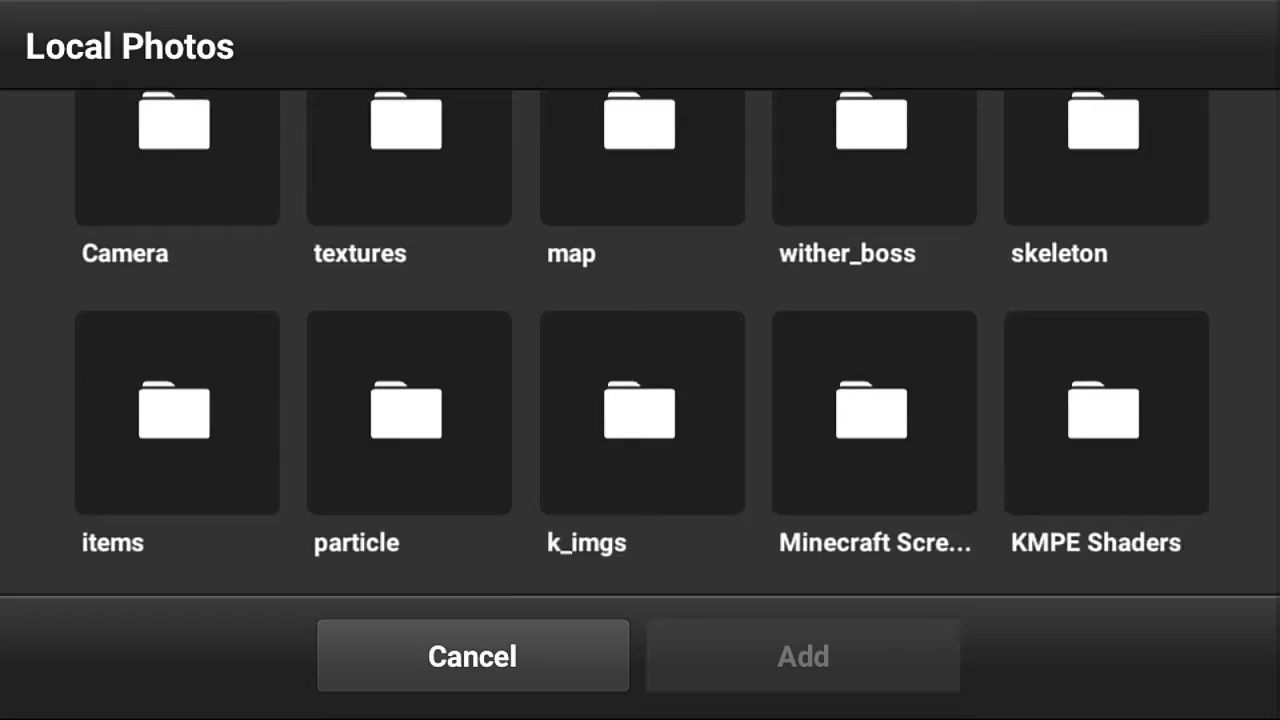 Local Photos
Camera
textures
map
wither_boss
skeleton
items
particle
k_imgs
Minecraft Scre...
KMPE Shaders
Cancel
Add